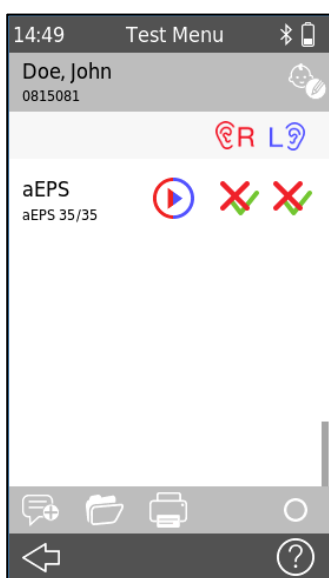 14:49 Test Menu
Doe, John
0815081
R L
aEPS
aEPS 35/35
?